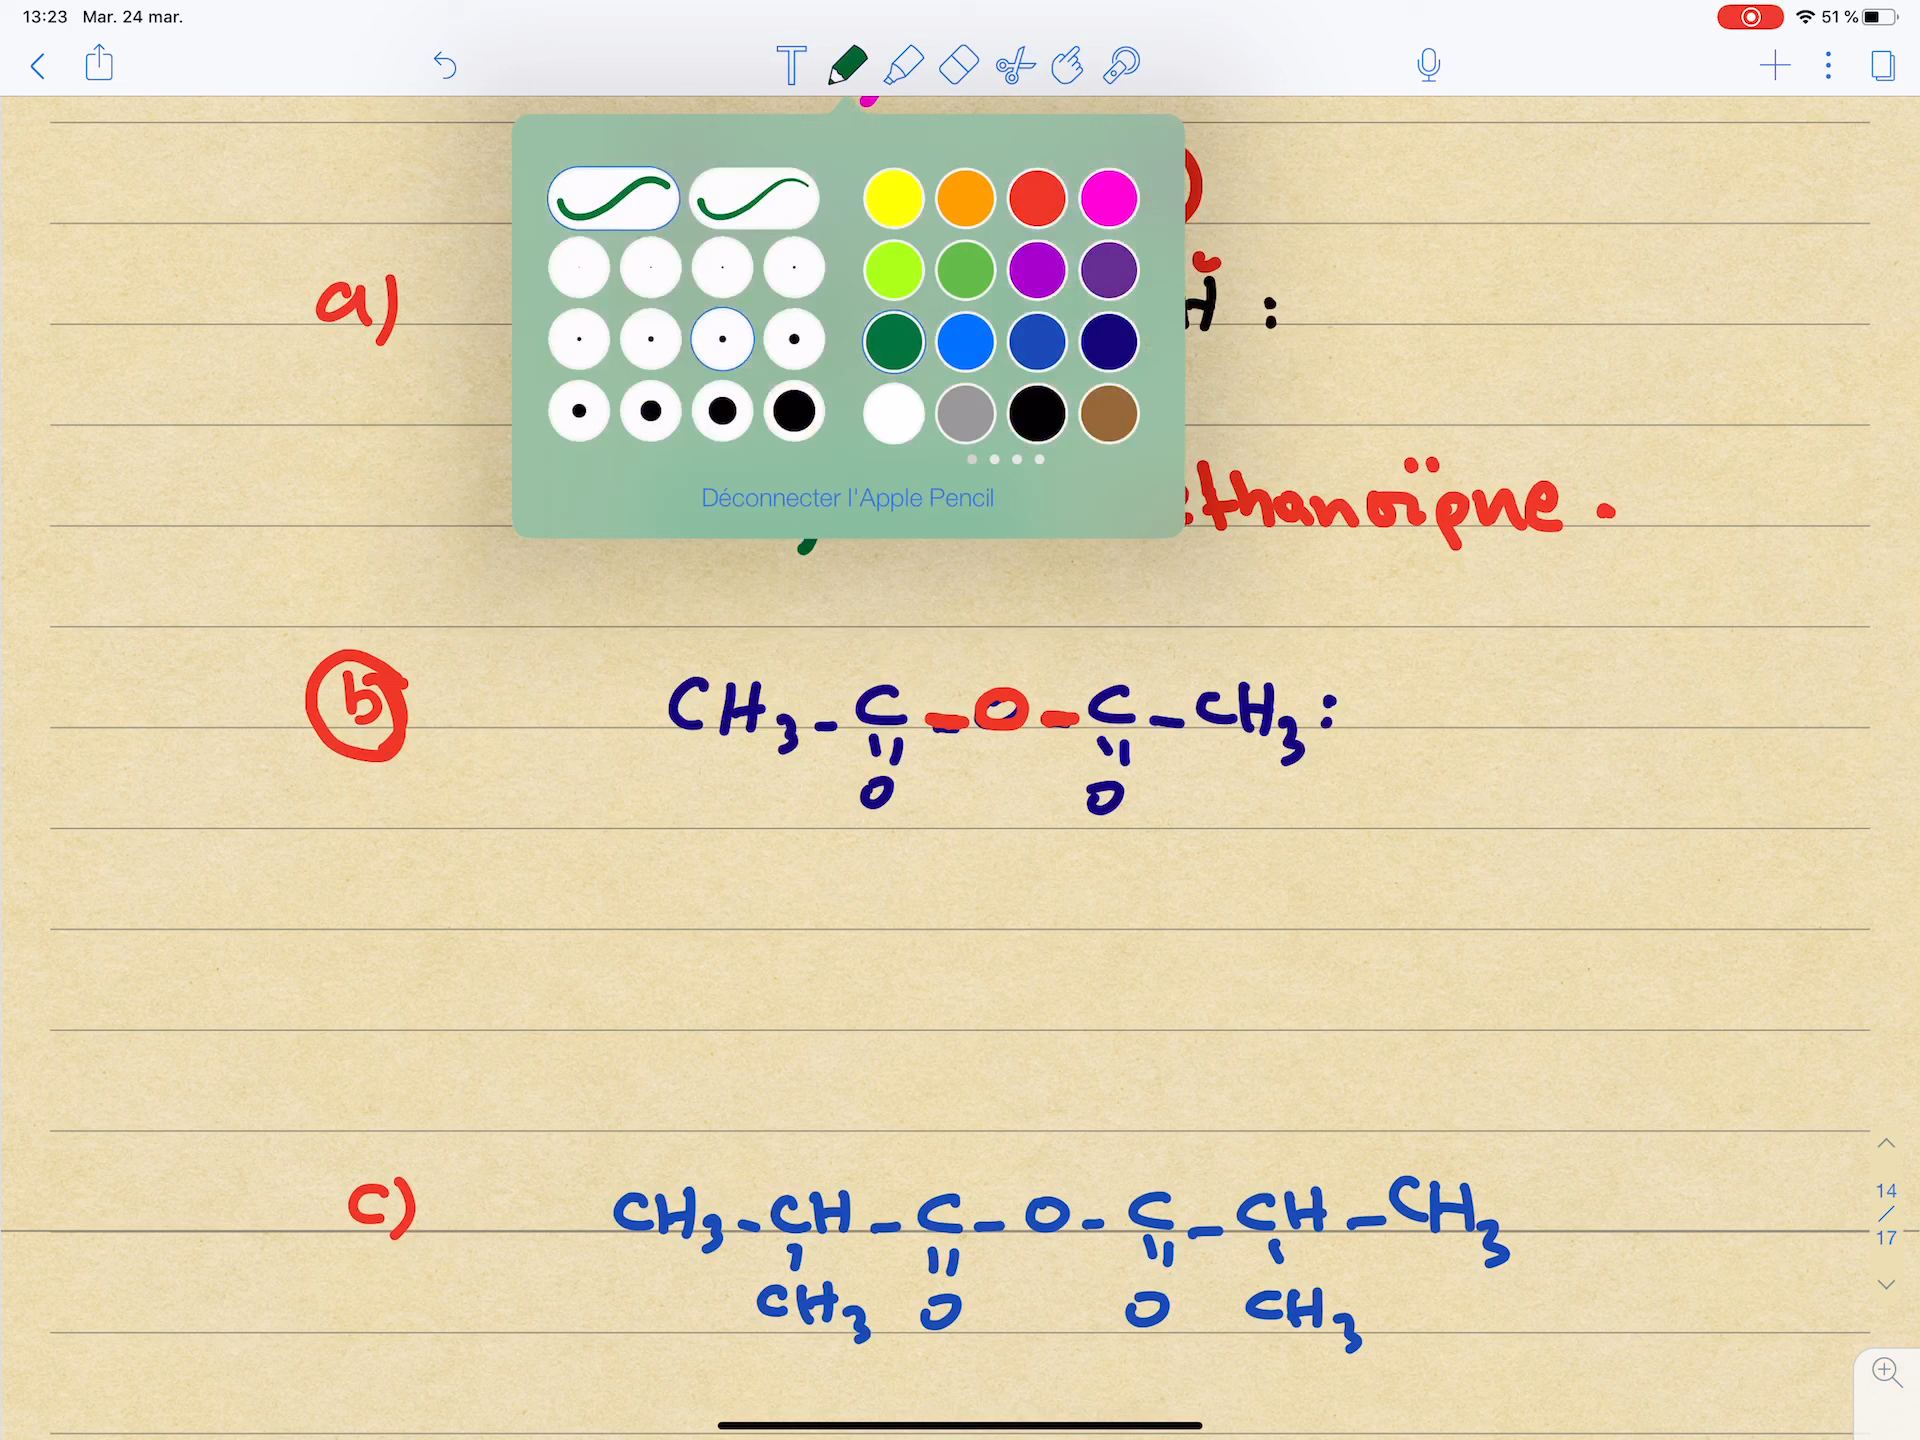 13:23 Mar. 24 mar. 51 %
T
a) H :
Déconnecter l'Apple Pencil
éthanoïque .
b CH3 - C - O - C - CH3 :
O O
14
/
17
c) CH3 - CH - C - O - C - CH - CH3
CH3 O O CH3